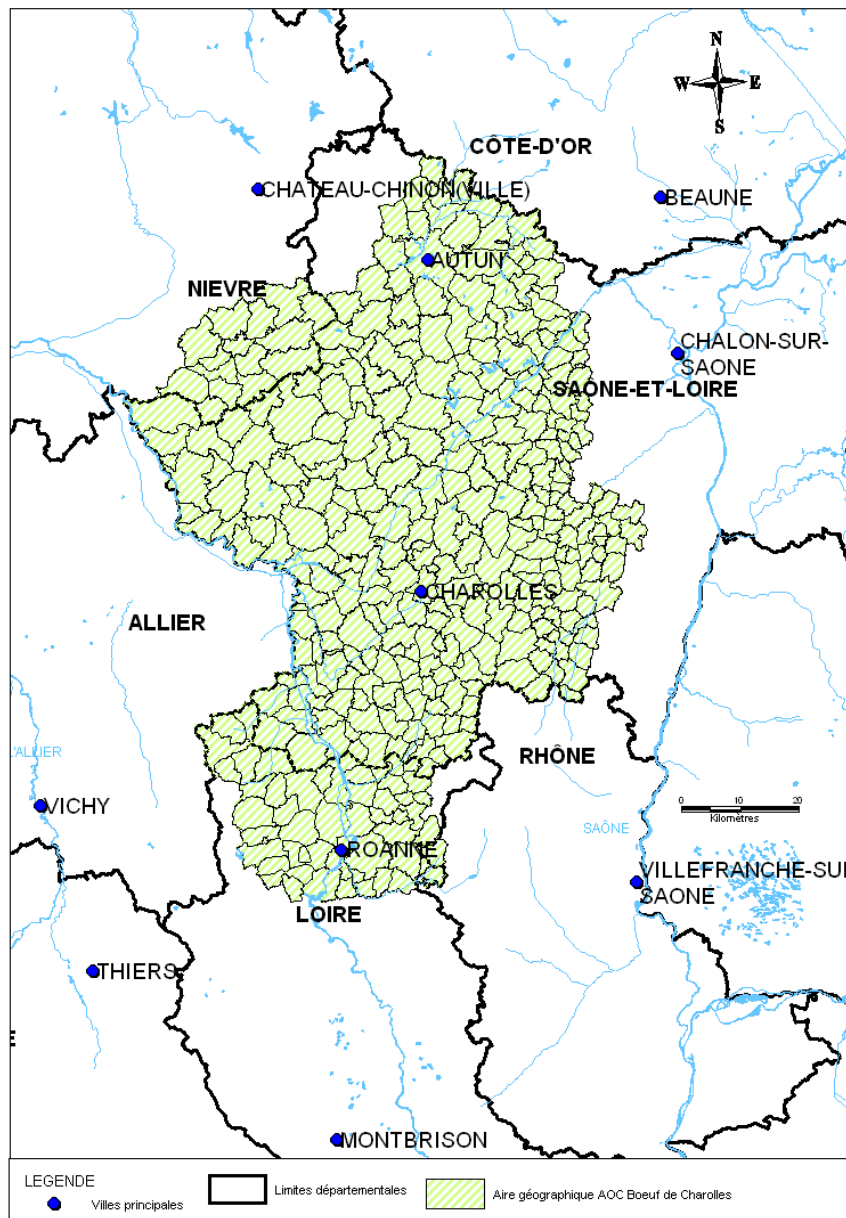 N
W E
S
CÔTE-D'OR
CHATEAU-CHINON(VILLE)
BEAUNE
AUTUN
NIEVRE
CHALON-SUR-
SAONE
SAÔNE-ET-LOIRE
CHAROLLES
ALLIER
RHÔNE
L'ALLIER
VICHY
0 10 20
Kilomètres
SAÔNE
ROANNE
VILLEFRANCHE-SUR
SAONE
LOIRE
THIERS
E
MONTBRISON
LEGENDE
Villes principales
Limites départementales
Aire géographique AOC Boeuf de Charolles